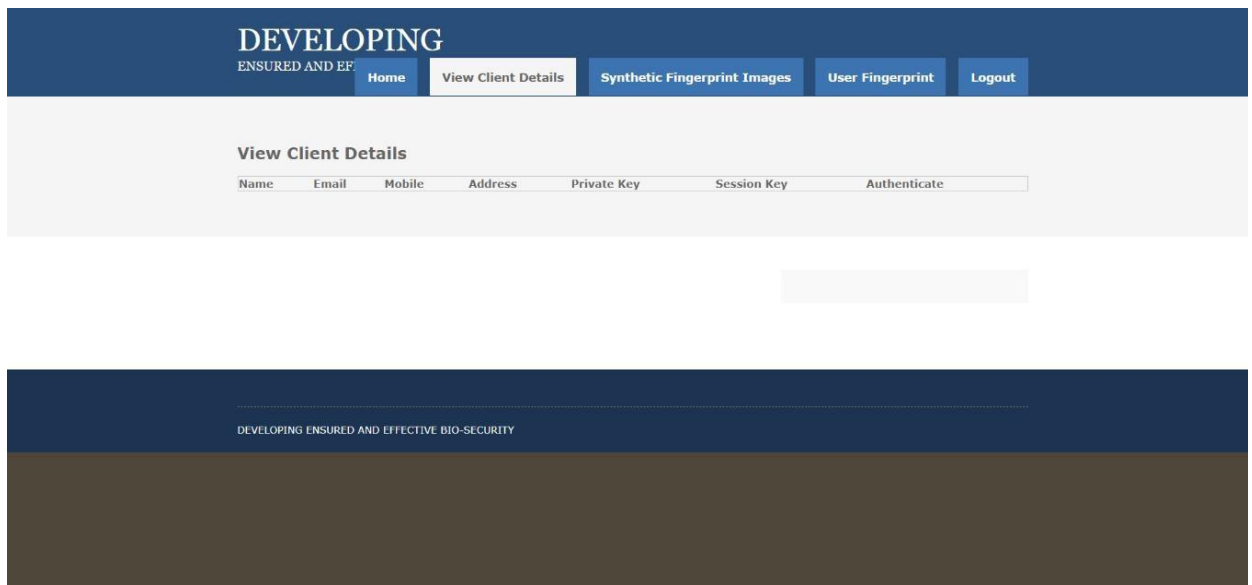 DEVELOPING
ENSURED AND EF
Home View Client Details Synthetic Fingerprint Images User Fingerprint Logout
View Client Details
Name Email Mobile Address Private Key Session Key Authenticate
DEVELOPING ENSURED AND EFFECTIVE BIO-SECURITY